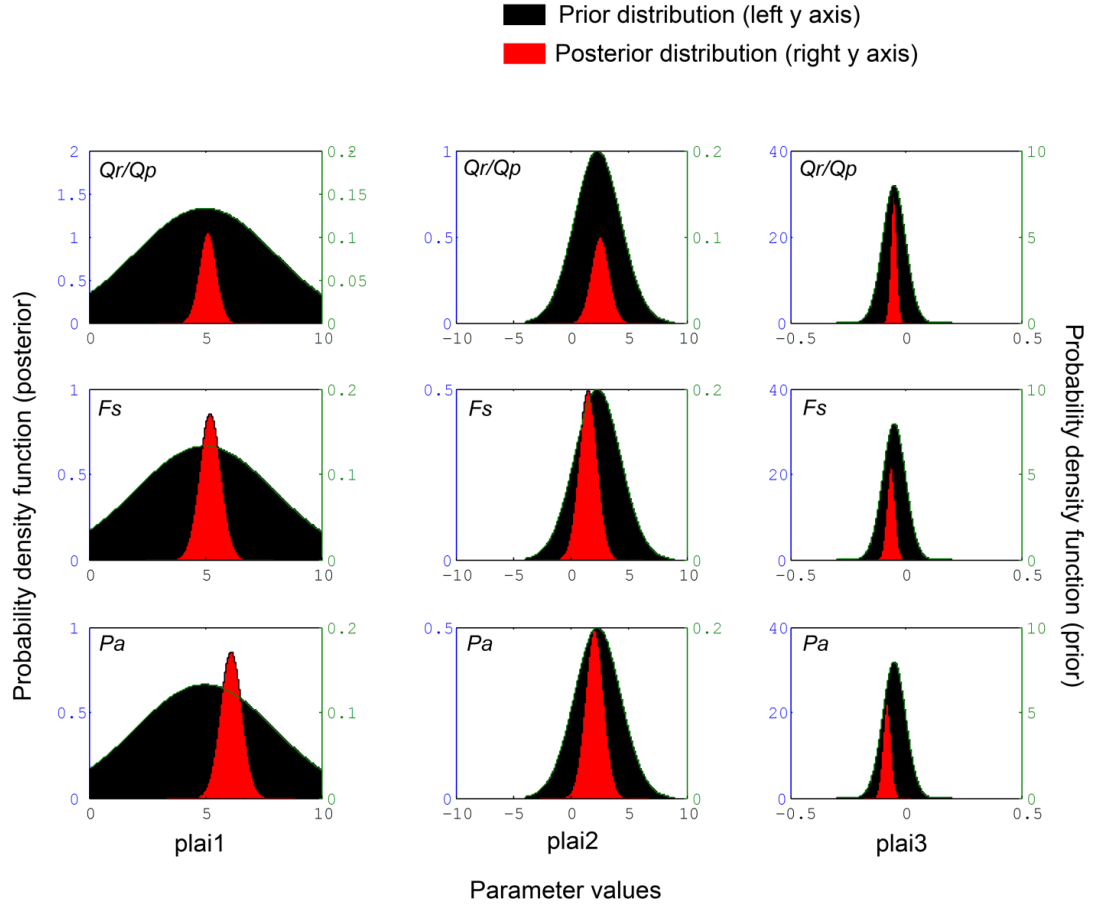 Prior distribution (left y axis)
Posterior distribution (right y axis)
Probability density function (posterior)
Probability density function (prior)
Qr/Qp
2
1.5
1
0.5
0
0.2
0.15
0.1
0.05
0
0 5 10
Qr/Qp
1
0.5
0
0.2
0.1
0
-10 -5 0 5 10
Qr/Qp
40
20
0
10
5
0
-0.5 0 0.5
Fs
1
0.5
0
0.2
0.1
0
0 5 10
Fs
0.5
0
0.2
0.1
0
-10 -5 0 5 10
Fs
40
20
0
10
5
0
-0.5 0 0.5
Pa
1
0.5
0
0.2
0.1
0
0 5 10
plai1
Pa
0.5
0
0.2
0
-10 -5 0 5 10
plai2
Pa
40
20
0
10
5
0
-0.5 0 0.5
plai3
Parameter values